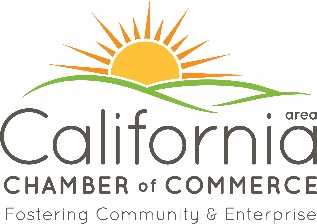 area
California
CHAMBER of COMMERCE
Fostering Community & Enterprise